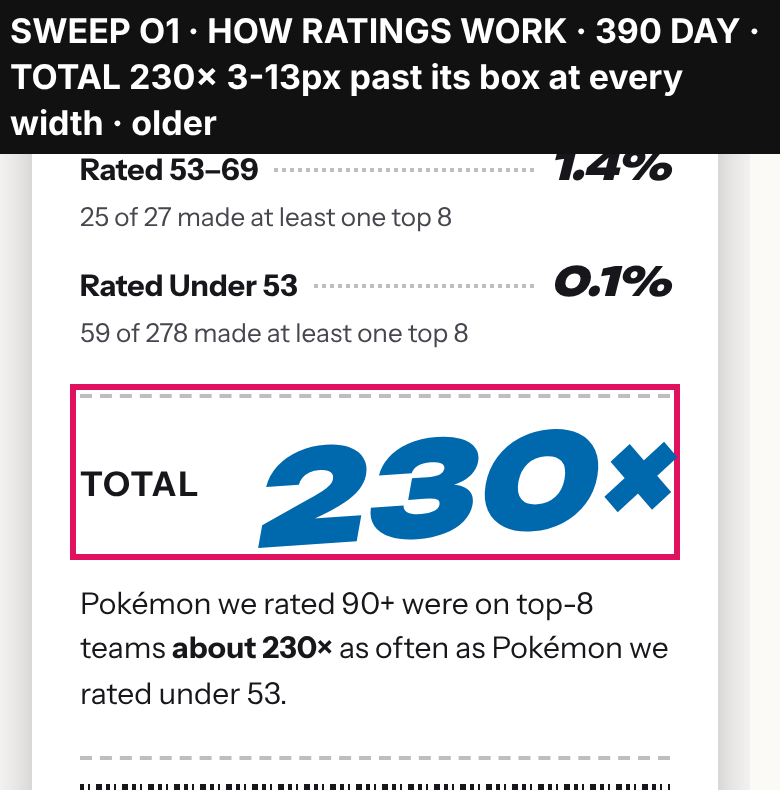 SWEEP O1 · HOW RATINGS WORK · 390 DAY ·
TOTAL 230× 3-13px past its box at every
width · older
Rated 53–69 1.4%
25 of 27 made at least one top 8
Rated Under 53 0.1%
59 of 278 made at least one top 8
TOTAL 230×
Pokémon we rated 90+ were on top-8
teams about 230× as often as Pokémon we
rated under 53.